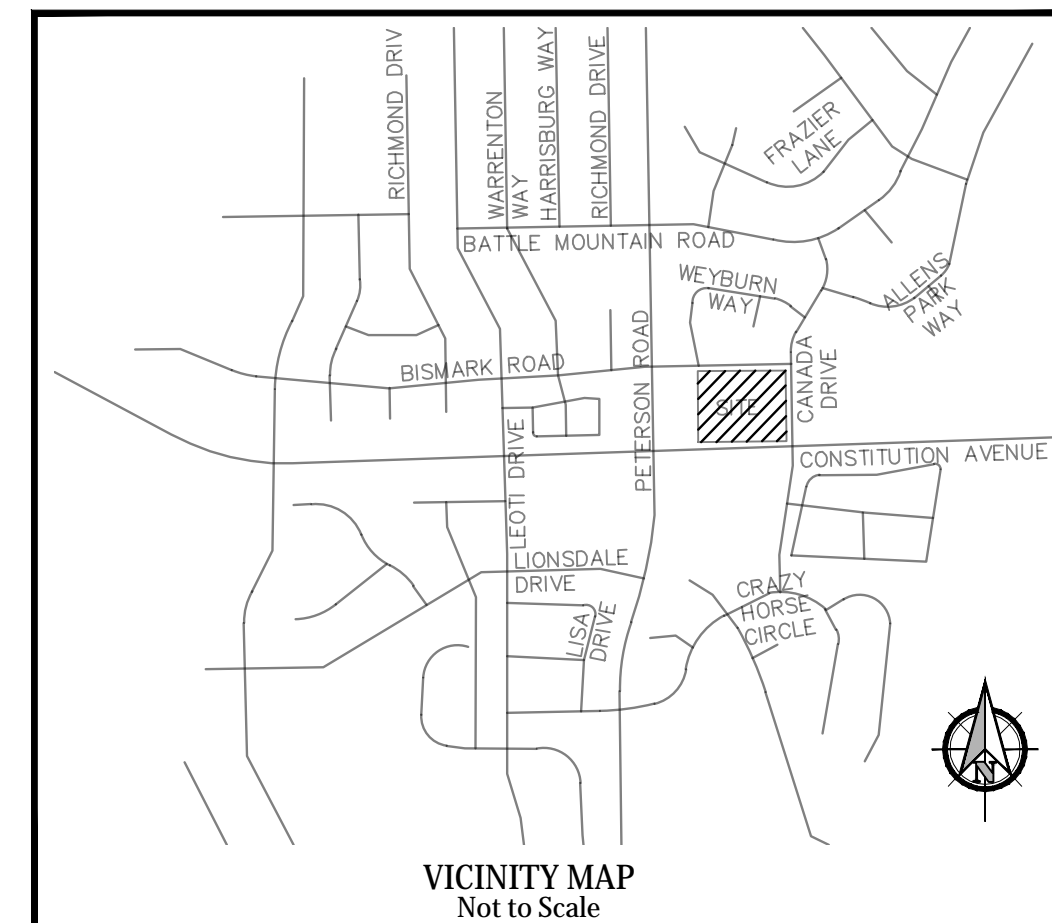 RICHMOND DRIV
WARRENTON
WAY
HARRISBURG WAY
RICHMOND DRIVE
FRAZIER
LANE
BATTLE MOUNTAIN ROAD
WEYBURN
WAY
ALLENS
PARK
WAY
BISMARK ROAD
PETERSON ROAD
SITE
CANADA
DRIVE
CONSTITUTION AVENUE
LEOTI DRIVE
LIONSDALE
DRIVE
LISA
DRIVE
CRAZY
HORSE
CIRCLE
N
VICINITY MAP
Not to Scale